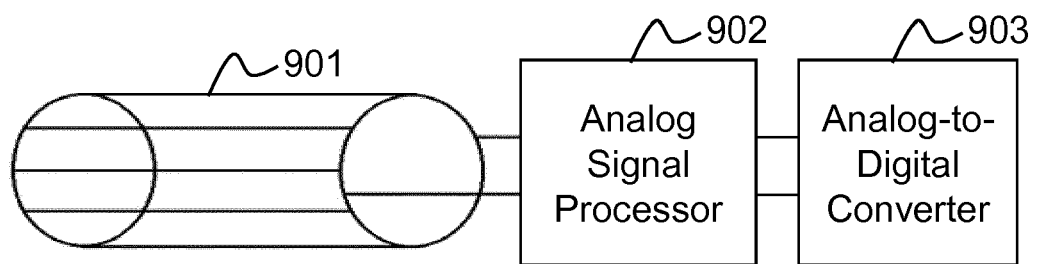 901
902
903
Analog
Signal
Processor
Analog-to-
Digital
Converter